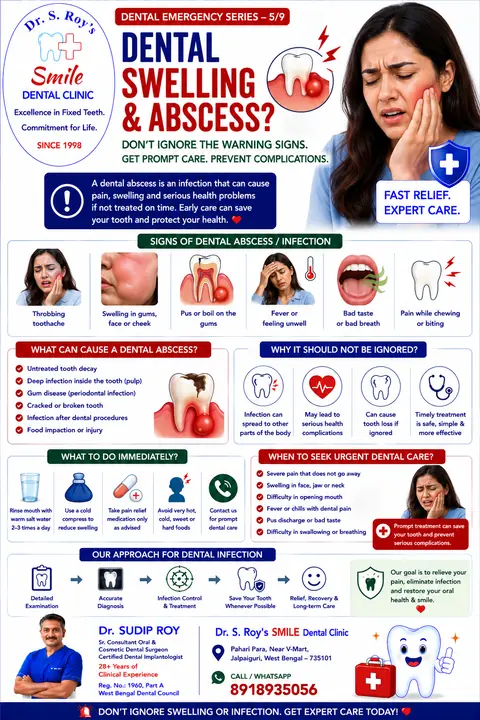 Dr. S. Roy's
Smile
DENTAL CLINIC
Excellence in Fixed Teeth.
Commitment for Life.
SINCE 1998
DENTAL EMERGENCY SERIES – 5/9
DENTAL
SWELLING
& ABSCESS?
DON'T IGNORE THE WARNING SIGNS.
GET PROMPT CARE. PREVENT COMPLICATIONS.
A dental abscess is an infection that can cause
pain, swelling and serious health problems
if not treated on time. Early care can save
your tooth and protect your health.
FAST RELIEF.
EXPERT CARE.
SIGNS OF DENTAL ABSCESS / INFECTION
Throbbing
toothache
Swelling in gums,
face or cheek
Pus or boil on the
gums
Fever or
feeling unwell
Bad taste
or bad breath
Pain while chewing
or biting
WHAT CAN CAUSE A DENTAL ABSCESS?
Untreated tooth decay
Deep infection inside the tooth (pulp)
Gum disease (periodontal infection)
Cracked or broken tooth
Infection after dental procedures
Food impaction or injury
WHY IT SHOULD NOT BE IGNORED?
Infection can
spread to other
parts of the body
May lead to
serious health
complications
Can cause
tooth loss if
ignored
Timely treatment
is safe, simple &
more effective
WHAT TO DO IMMEDIATELY?
Rinse mouth with
warm salt water
2–3 times a day
Use a cold
compress to
reduce swelling
Take pain relief
medication only
as advised
Avoid very hot,
cold, sweet or
hard foods
Contact us for
prompt
dental care
WHEN TO SEEK URGENT DENTAL CARE?
Severe pain that does not go away
Swelling in face, jaw or neck
Difficulty in opening mouth
Fever or chills with dental pain
Pus discharge or bad taste
Difficulty in swallowing or breathing
Prompt treatment can save
your tooth and prevent
serious complications.
OUR APPROACH FOR DENTAL INFECTION
Detailed
Examination
Accurate
Diagnosis
Infection Control
& Treatment
Save Your Tooth
Whenever Possible
Relief, Recovery &
Long-term Care
Our goal is to relieve your
pain, eliminate infection
and restore your oral
health & smile.
Dr. SUDIP ROY
Sr. Consultant Oral &
Cosmetic Dental Surgeon
Certified Dental Implantologist
28+ Years of
Clinical Experience
Reg. No.: 1960, Part A
West Bengal Dental Council
Dr. S. Roy's SMILE Dental Clinic
Pahari Para, Near V-Mart,
Jalpaiguri, West Bengal – 735101
CALL / WHATSAPP
8918935056
DON'T IGNORE SWELLING OR INFECTION. GET EXPERT CARE TODAY!